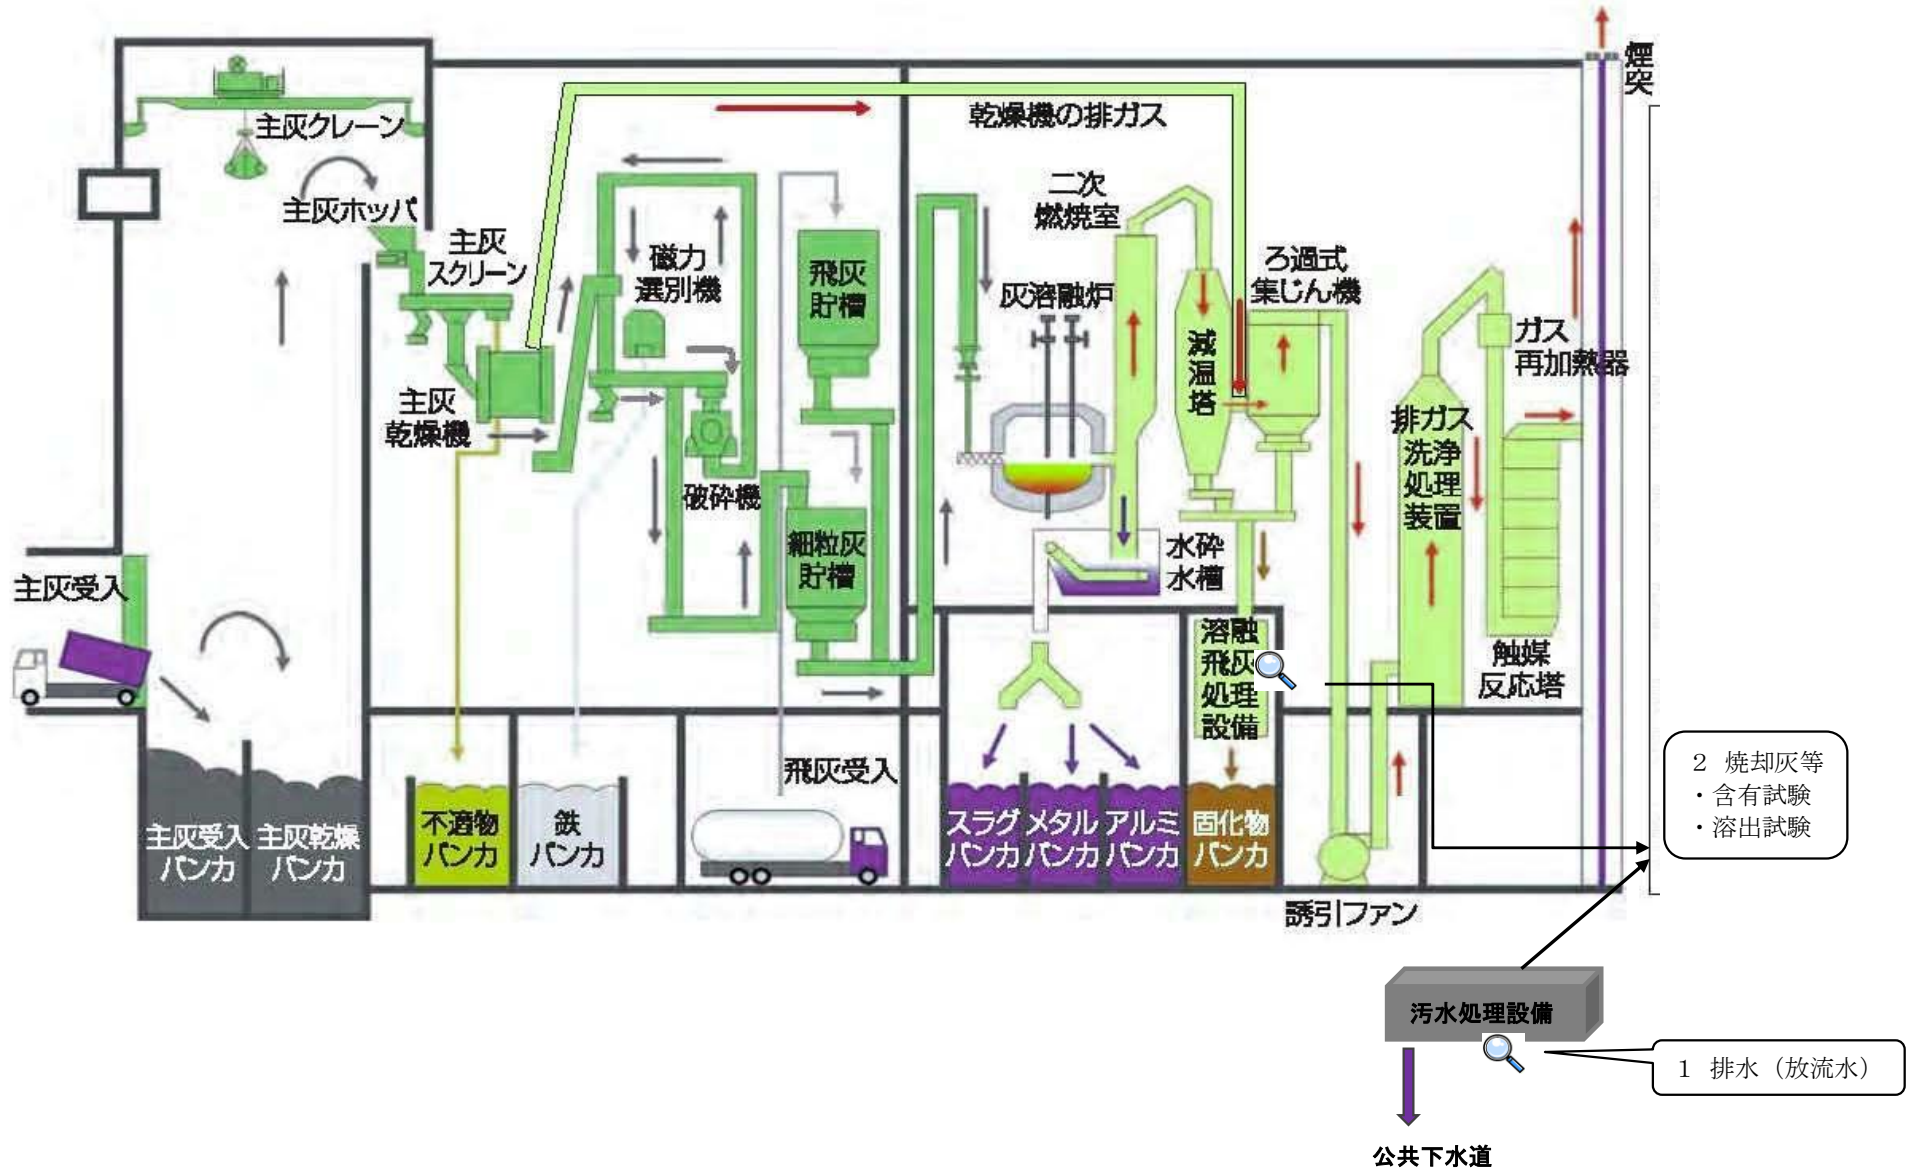 煙
突
主灰クレーン
乾燥機の排ガス
主灰ホッパ
二次
燃焼室
主灰
スクリーン
磁力
選別機
飛灰
貯槽
灰溶融炉
ろ過式
集じん機
減
温
塔
ガス
再加熱器
主灰
乾燥機
排ガス
洗浄
処理
装置
破砕機
細粒灰
貯槽
水砕
水槽
主灰受入
溶融
飛灰
処理
設備
触媒
反応塔
飛灰受入
主灰受入
バンカ
主灰乾燥
バンカ
不適物
バンカ
鉄
バンカ
スラグ
バンカ
メタル
バンカ
アルミ
バンカ
固化物
バンカ
誘引ファン
2 焼却灰等
・含有試験
・溶出試験
汚水処理設備
1 排水（放流水）
公共下水道